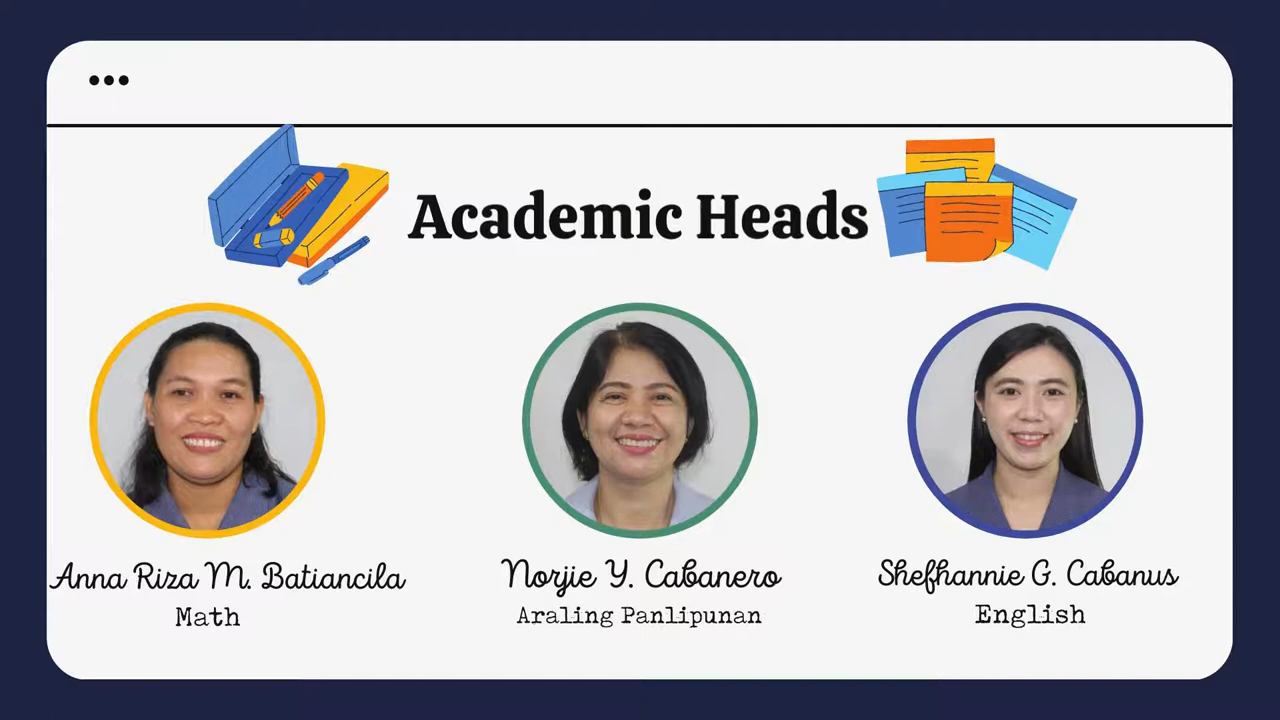 Academic Heads
Anna Riza M. Batiancila
Math
Norjie Y. Cabanero
Araling Panlipunan
Shefhannie G. Cabanus
English